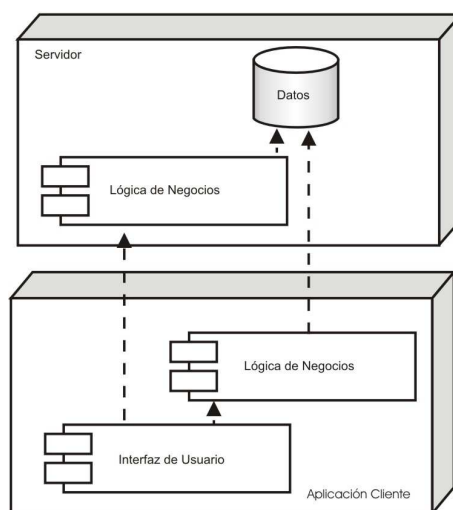 Servidor
Datos
Lógica de Negocios
Lógica de Negocios
Interfaz de Usuario
Aplicación Cliente